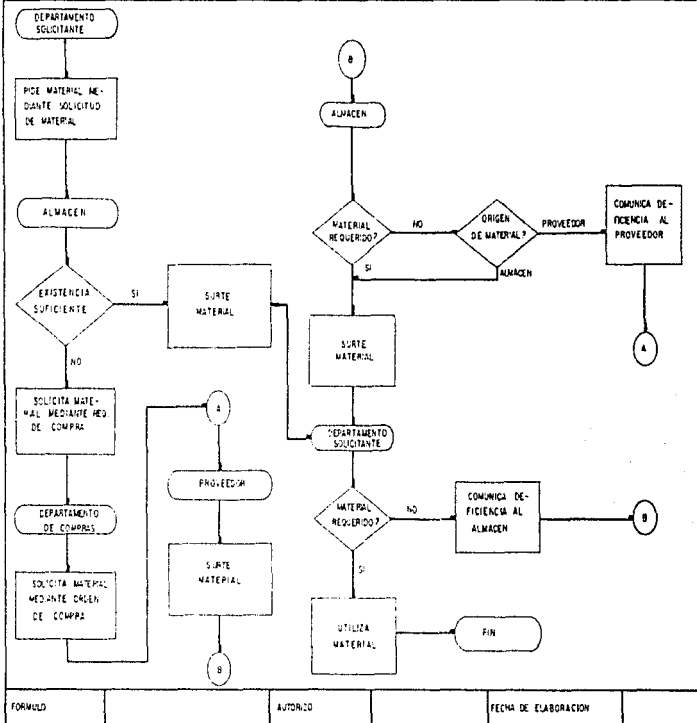 DEPARTAMENTO
SOLICITANTE
PIDE MATERIAL ME-
DIANTE SOLICITUD
DE MATERIAL
ALMACEN
EXISTENCIA
SUFICIENTE
SI
SURTE
MATERIAL
NO
SOLICITA MATE-
RIAL MEDIANTE REQ.
DE COMPRA
DEPARTAMENTO
DE COMPRAS
SOLICITA MATERIAL
MEDIANTE ORDEN
DE COMPRA
A
PROVEEDOR
SURTE
MATERIAL
B
B
ALMACEN
MATERIAL
REQUERIDO?
NO
ORIGEN
DE MATERIAL?
PROVEEDOR
COMUNICA DE-
FICIENCIA AL
PROVEEDOR
A
SI
ALMACEN
SURTE
MATERIAL
DEPARTAMENTO
SOLICITANTE
MATERIAL
REQUERIDO?
NO
COMUNICA DE-
FICIENCIA AL
ALMACEN
B
SI
UTILIZA
MATERIAL
FIN
FORMULO
AUTORIZO
FECHA DE ELABORACION